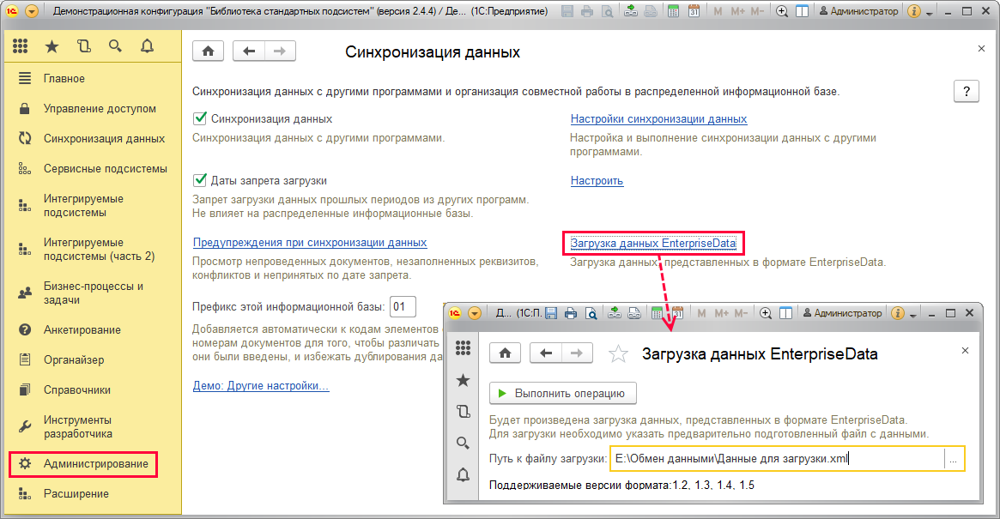 Демонстрационная конфигурация "Библиотека стандартных подсистем" (версия 2.4.4) / Де... (1С:Предприятие)
31
M M+ M-
Администратор
Синхронизация данных
Главное
Управление доступом
Синхронизация данных
Сервисные подсистемы
Интегрируемые
подсистемы
Интегрируемые
подсистемы (часть 2)
Бизнес-процессы и
задачи
Анкетирование
Органайзер
Справочники
Инструменты
разработчика
Администрирование
Расширение
Синхронизация данных с другими программами и организация совместной работы в распределенной информационной базе.
?
Синхронизация данных
Настройки синхронизации данных
Синхронизация данных с другими программами.
Настройка и выполнение синхронизации данных с другими
программами.
Даты запрета загрузки
Настроить
Запрет загрузки данных прошлых периодов из других программ.
Не влияет на распределенные информационные базы.
Предупреждения при синхронизации данных
Загрузка данных EnterpriseData
Просмотр непроведенных документов, незаполненных реквизитов,
конфликтов и непринятых по дате запрета.
Загрузка данных, представленных в формате EnterpriseData.
Префикс этой информационной базы: 01
Добавляется автоматически к кодам элементов
номерам документов для того, чтобы различать
они были введены, и избежать дублирования да
Демо: Другие настройки...
Д... (1С:П.
31
M M+ M-
Администратор
Загрузка данных EnterpriseData
Выполнить операцию
Будет произведена загрузка данных, представленных в формате EnterpriseData.
Для загрузки необходимо указать предварительно подготовленный файл с данными.
Путь к файлу загрузки: E:\Обмен данными\Данные для загрузки.xml ...
Поддерживаемые версии формата:1.2, 1.3, 1.4, 1.5